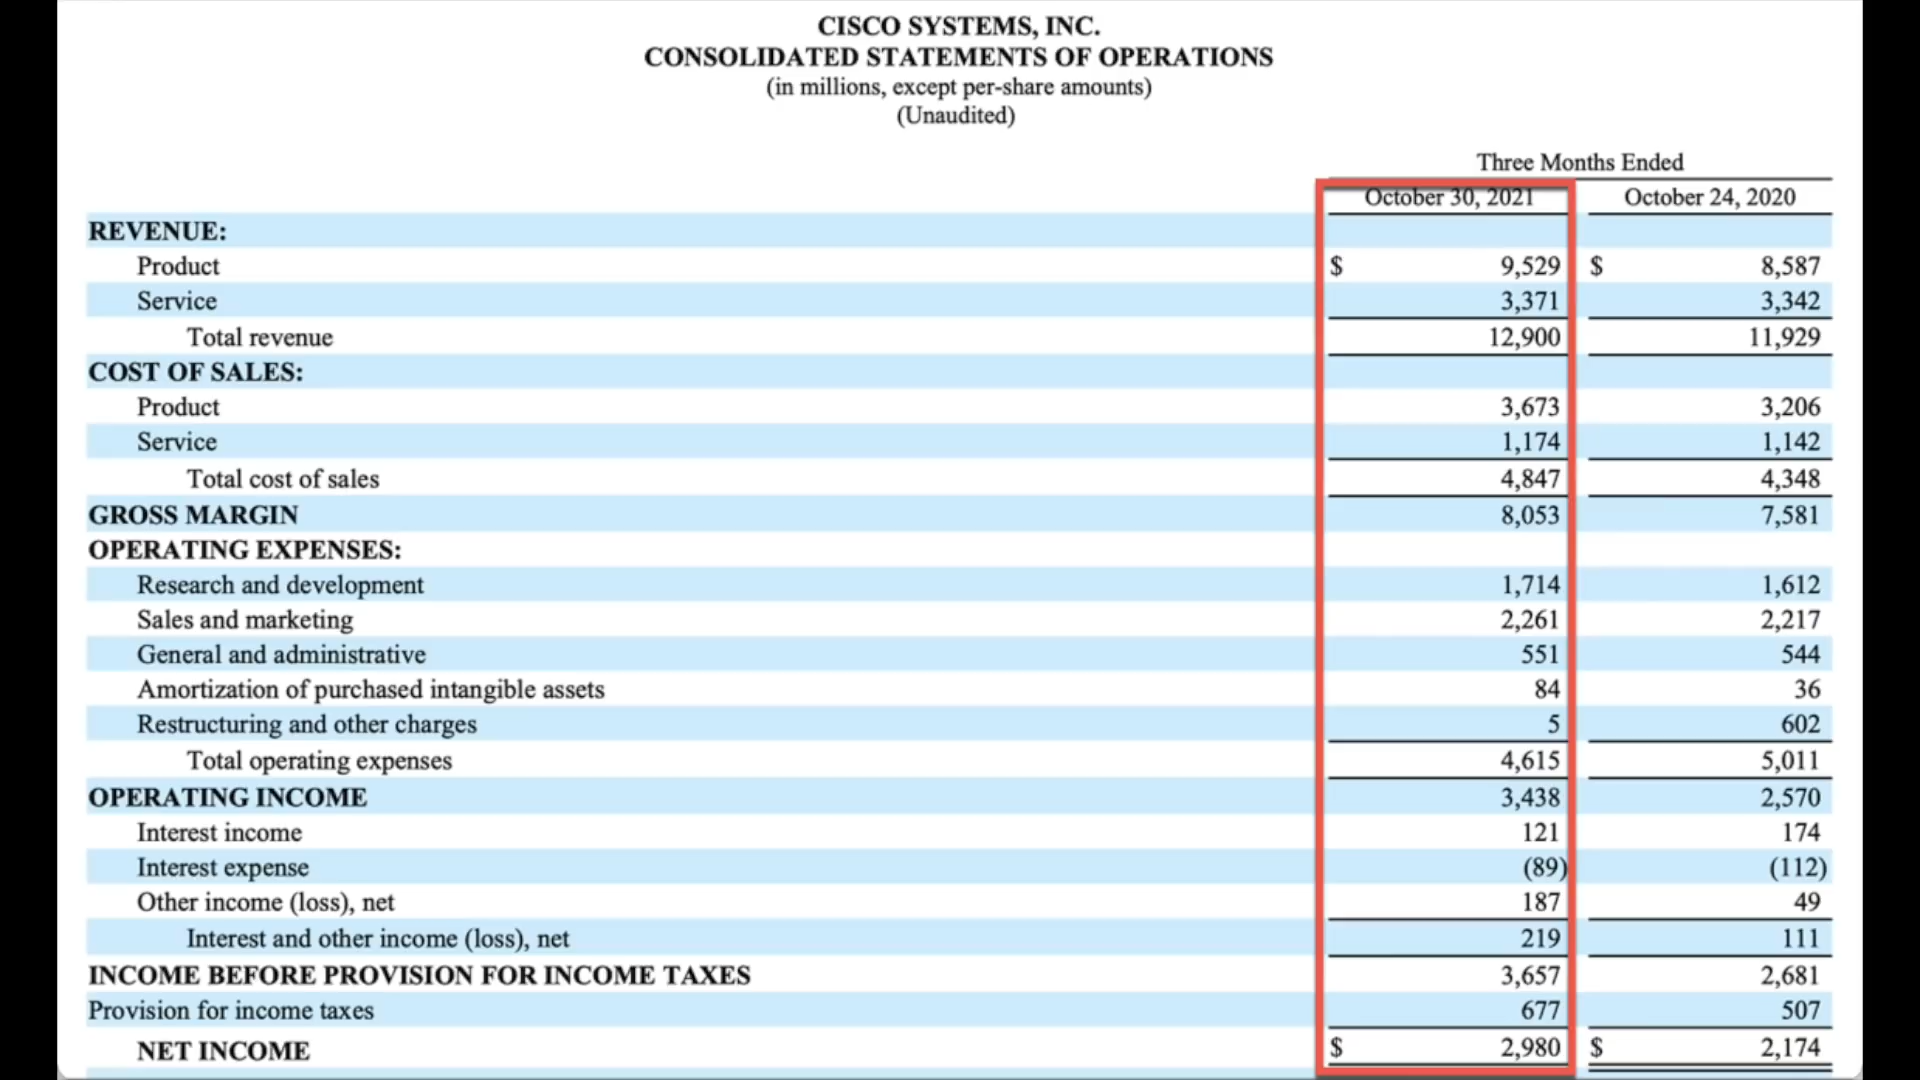 CISCO SYSTEMS, INC.
CONSOLIDATED STATEMENTS OF OPERATIONS
(in millions, except per-share amounts)
(Unaudited)
Three Months Ended
October 30, 2021 October 24, 2020
REVENUE:
Product $ 9,529 $ 8,587
Service 3,371 3,342
Total revenue 12,900 11,929
COST OF SALES:
Product 3,673 3,206
Service 1,174 1,142
Total cost of sales 4,847 4,348
GROSS MARGIN 8,053 7,581
OPERATING EXPENSES:
Research and development 1,714 1,612
Sales and marketing 2,261 2,217
General and administrative 551 544
Amortization of purchased intangible assets 84 36
Restructuring and other charges 5 602
Total operating expenses 4,615 5,011
OPERATING INCOME 3,438 2,570
Interest income 121 174
Interest expense (89) (112)
Other income (loss), net 187 49
Interest and other income (loss), net 219 111
INCOME BEFORE PROVISION FOR INCOME TAXES 3,657 2,681
Provision for income taxes 677 507
NET INCOME $ 2,980 $ 2,174